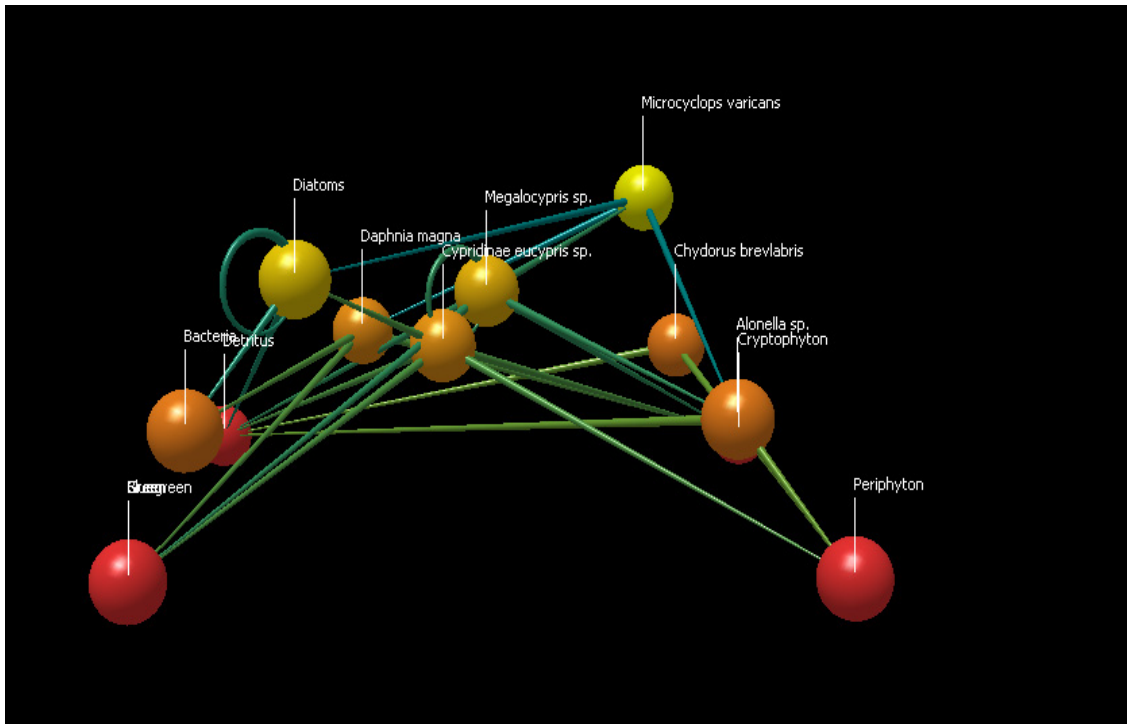 Microcyclops varicans
Diatoms
Megalocypris sp.
Daphnia magna
Cypridinae eucypris sp.
Chydorus brevlabris
Alonella sp.
Cryptophyton
Bacteria
Detritus
Periphyton